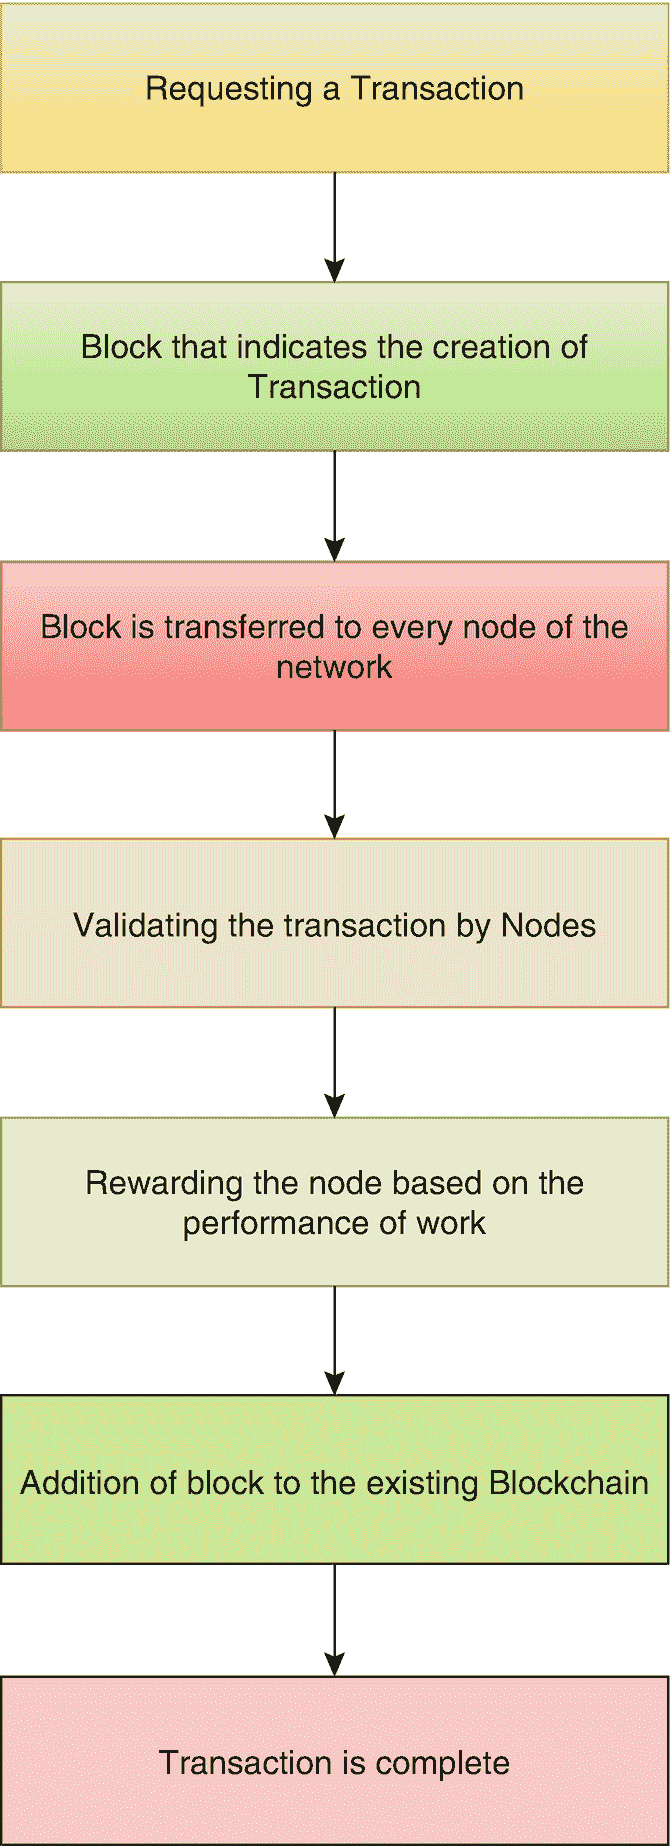 Requesting a Transaction
Block that indicates the creation of
Transaction
Block is transferred to every node of the
network
Validating the transaction by Nodes
Rewarding the node based on the
performance of work
Addition of block to the existing Blockchain
Transaction is complete